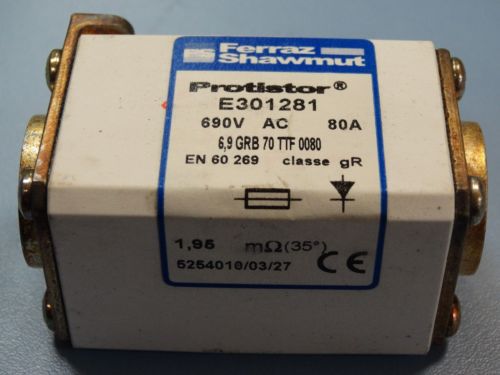 Ferraz
Shawmut
Protistor®
E301281
690V AC 80A
6,9 GRB 70 TTF 0080
EN 60 269 classe gR
1,95 mΩ(35°)
5254018/03/27 CE